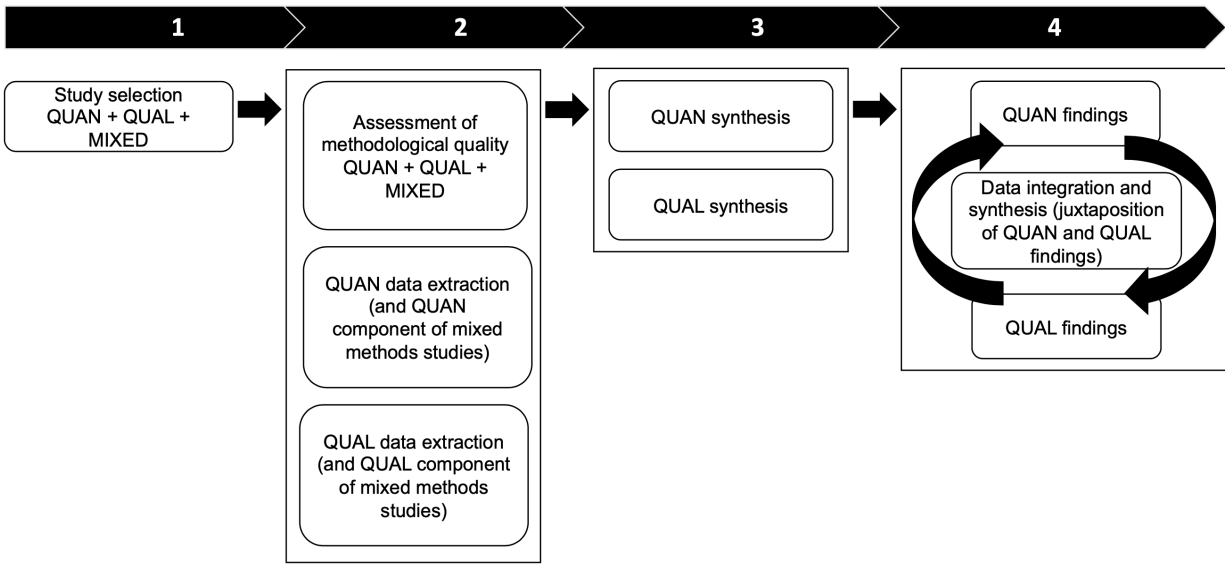 1
2
3
4
Study selection
QUAN + QUAL +
MIXED
Assessment of
methodological quality
QUAN + QUAL +
MIXED
QUAN data extraction
(and QUAN
component of mixed
methods studies)
QUAL data extraction
(and QUAL component
of mixed methods
studies)
QUAN synthesis
QUAL synthesis
QUAN findings
Data integration and
synthesis (juxtaposition
of QUAN and QUAL
findings)
QUAL findings